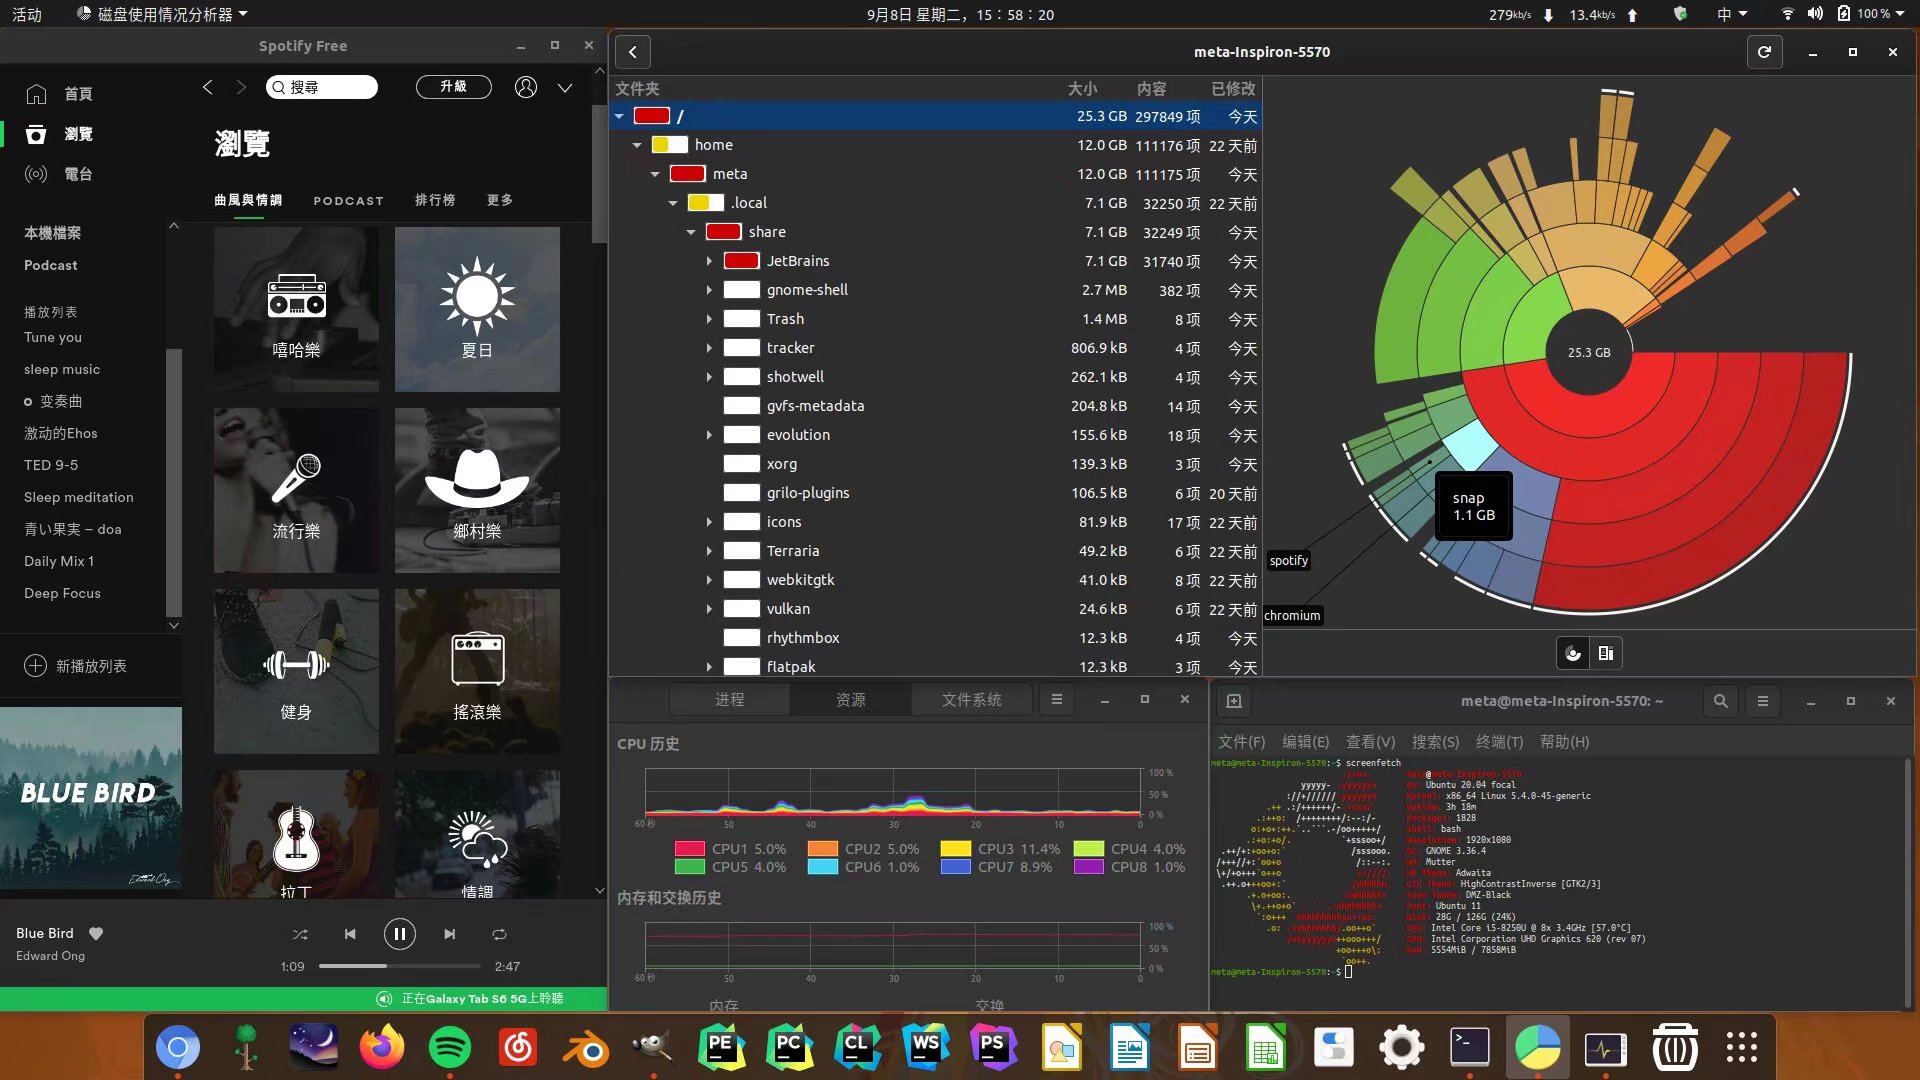 活动
磁盘使用情况分析器
9月8日 星期二，15：58：20
279kb/s
13.4kb/s
中
100 %
Spotify Free
首頁
瀏覽
電台
本機檔案
Podcast
播放列表
Tune you
sleep music
变奏曲
激动的Ehos
TED 9-5
Sleep meditation
青い果実 – doa
Daily Mix 1
Deep Focus
新播放列表
搜尋
升級
瀏覽
曲風與情調 PODCAST 排行榜 更多
嘻哈樂
夏日
流行樂
鄉村樂
健身
搖滾樂
拉丁
情調
BLUE BIRD
Edward Ong
Blue Bird
Edward Ong
1:09
2:47
正在Galaxy Tab S6 5G上聆聽
meta-Inspiron-5570
文件夹 大小 内容 已修改
/ 25.3 GB 297849 项 今天
home 12.0 GB 111176 项 22 天前
meta 12.0 GB 111175 项 今天
.local 7.1 GB 32250 项 22 天前
share 7.1 GB 32249 项 今天
JetBrains 7.1 GB 31740 项 今天
gnome-shell 2.7 MB 382 项 今天
Trash 1.4 MB 8 项 今天
tracker 806.9 kB 4 项 今天
shotwell 262.1 kB 4 项 今天
gvfs-metadata 204.8 kB 14 项 今天
evolution 155.6 kB 18 项 今天
xorg 139.3 kB 3 项 今天
grilo-plugins 106.5 kB 6 项 20 天前
icons 81.9 kB 17 项 22 天前
Terraria 49.2 kB 6 项 22 天前
webkitgtk 41.0 kB 8 项 22 天前
vulkan 24.6 kB 6 项 22 天前
rhythmbox 12.3 kB 4 项 今天
flatpak 12.3 kB 3 项 今天
25.3 GB
snap
1.1 GB
spotify
chromium
进程 资源 文件系统
CPU 历史
100 %
50 %
0 %
60 秒 50 40 30 20 10 0
CPU1 5.0% CPU2 5.0% CPU3 11.4% CPU4 4.0%
CPU5 4.0% CPU6 1.0% CPU7 8.9% CPU8 1.0%
内存和交换历史
100 %
50 %
0 %
60 秒 50 40 30 20 10 0
内存 交换
meta@meta-Inspiron-5570: ~
文件(F) 编辑(E) 查看(V) 搜索(S) 终端(T) 帮助(H)
meta@meta-Inspiron-5570:~$ screenfetch
meta@meta-Inspiron-5570
OS: Ubuntu 20.04 focal
Kernel: x86_64 Linux 5.4.0-45-generic
Uptime: 3h 18m
Packages: 1828
Shell: bash
Resolution: 1920x1080
DE: GNOME 3.36.4
WM: Mutter
WM Theme: Adwaita
GTK Theme: HighContrastInverse [GTK2/3]
Icon Theme: DMZ-Black
Font: Ubuntu 11
Disk: 28G / 126G (24%)
CPU: Intel Core i5-8250U @ 8x 3.4GHz [57.0°C]
GPU: Intel Corporation UHD Graphics 620 (rev 07)
RAM: 5554MiB / 7858MiB
meta@meta-Inspiron-5570:~$
PE
PC
CL
WS
PS